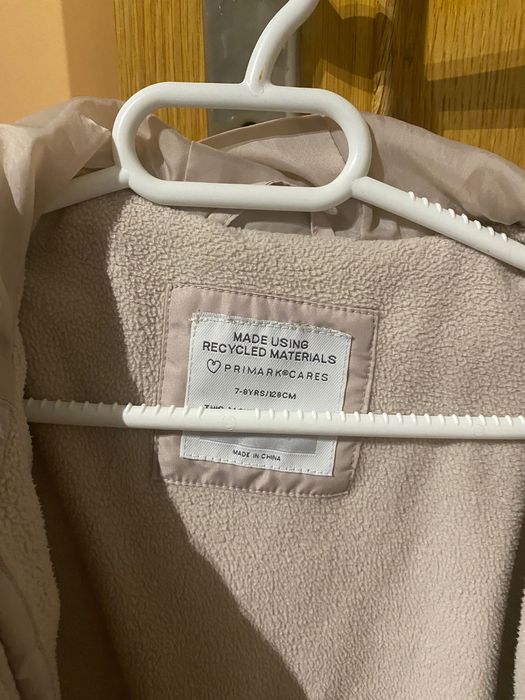 MADE USING
RECYCLED MATERIALS
PRIMARK®CARES
7-8YRS/128CM
MADE IN CHINA